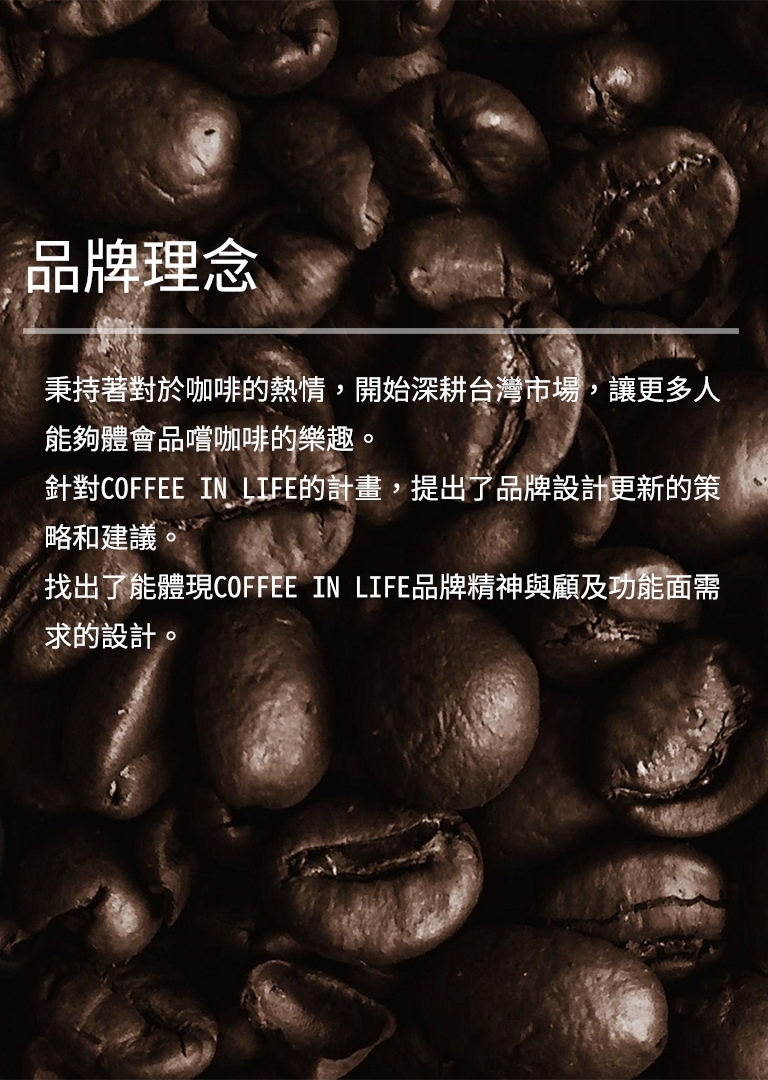 品牌理念
秉持著對於咖啡的熱情，開始深耕台灣市場，讓更多人
能夠體會品嚐咖啡的樂趣。
針對COFFEE IN LIFE的計畫，提出了品牌設計更新的策
略和建議。
找出了能體現COFFEE IN LIFE品牌精神與顧及功能面需
求的設計。